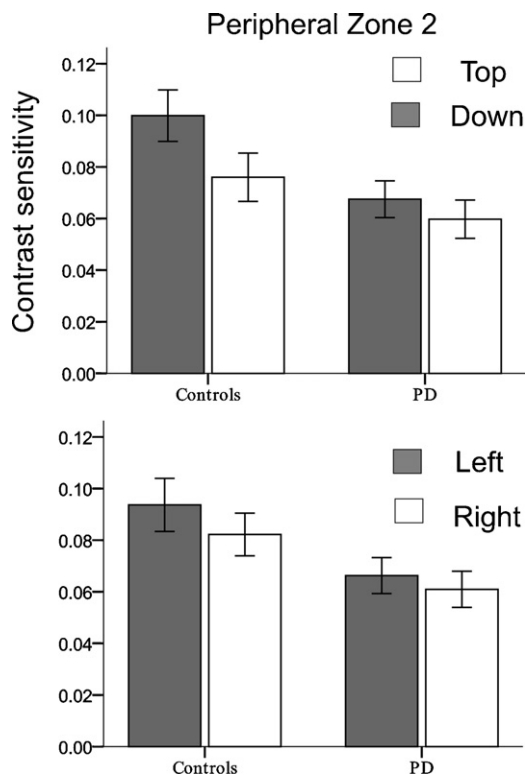 Peripheral Zone 2
Contrast sensitivity
0.12
0.10
0.08
0.06
0.04
0.02
0.00
Top
Down
Controls PD
0.12
0.10
0.08
0.06
0.04
0.02
0.00
Left
Right
Controls PD